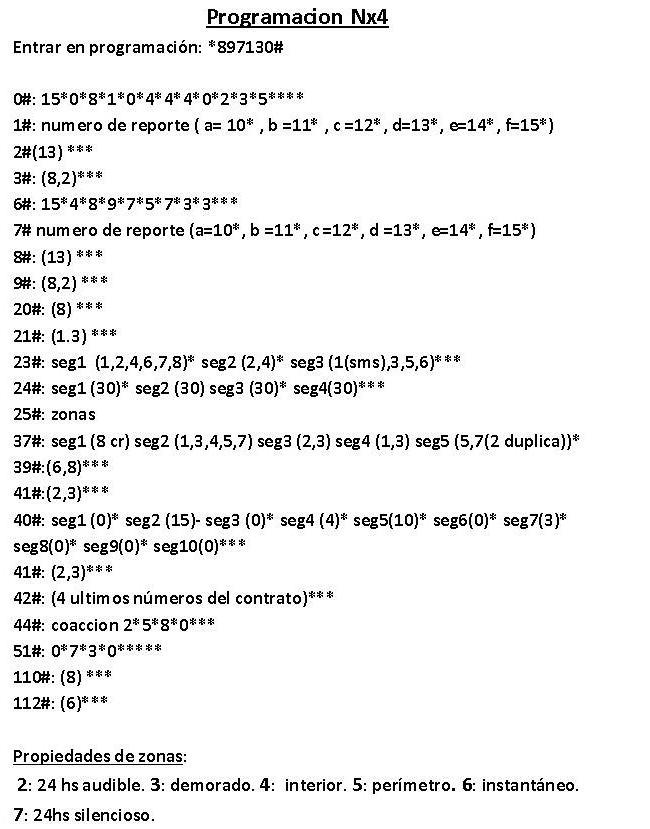 Programacion Nx4
Entrar en programación: *897130#
0#: 15*0*8*1*0*4*4*4*0*2*3*5****
1#: numero de reporte ( a= 10* , b =11* , c =12*, d=13*, e=14*, f=15*)
2#(13) ***
3#: (8,2)***
6#: 15*4*8*9*7*5*7*3*3***
7# numero de reporte (a=10*, b =11*, c=12*, d =13*, e=14*, f=15*)
8#: (13) ***
9#: (8,2) ***
20#: (8) ***
21#: (1.3) ***
23#: seg1 (1,2,4,6,7,8)* seg2 (2,4)* seg3 (1(sms),3,5,6)***
24#: seg1 (30)* seg2 (30) seg3 (30)* seg4(30)***
25#: zonas
37#: seg1 (8 cr) seg2 (1,3,4,5,7) seg3 (2,3) seg4 (1,3) seg5 (5,7(2 duplica))*
39#:(6,8)***
41#:(2,3)***
40#: seg1 (0)* seg2 (15)- seg3 (0)* seg4 (4)* seg5(10)* seg6(0)* seg7(3)*
seg8(0)* seg9(0)* seg10(0)***
41#: (2,3)***
42#: (4 ultimos números del contrato)***
44#: coaccion 2*5*8*0***
51#: 0*7*3*0*****
110#: (8) ***
112#: (6)***
Propiedades de zonas:
2: 24 hs audible. 3: demorado. 4: interior. 5: perímetro. 6: instantáneo.
7: 24hs silencioso.